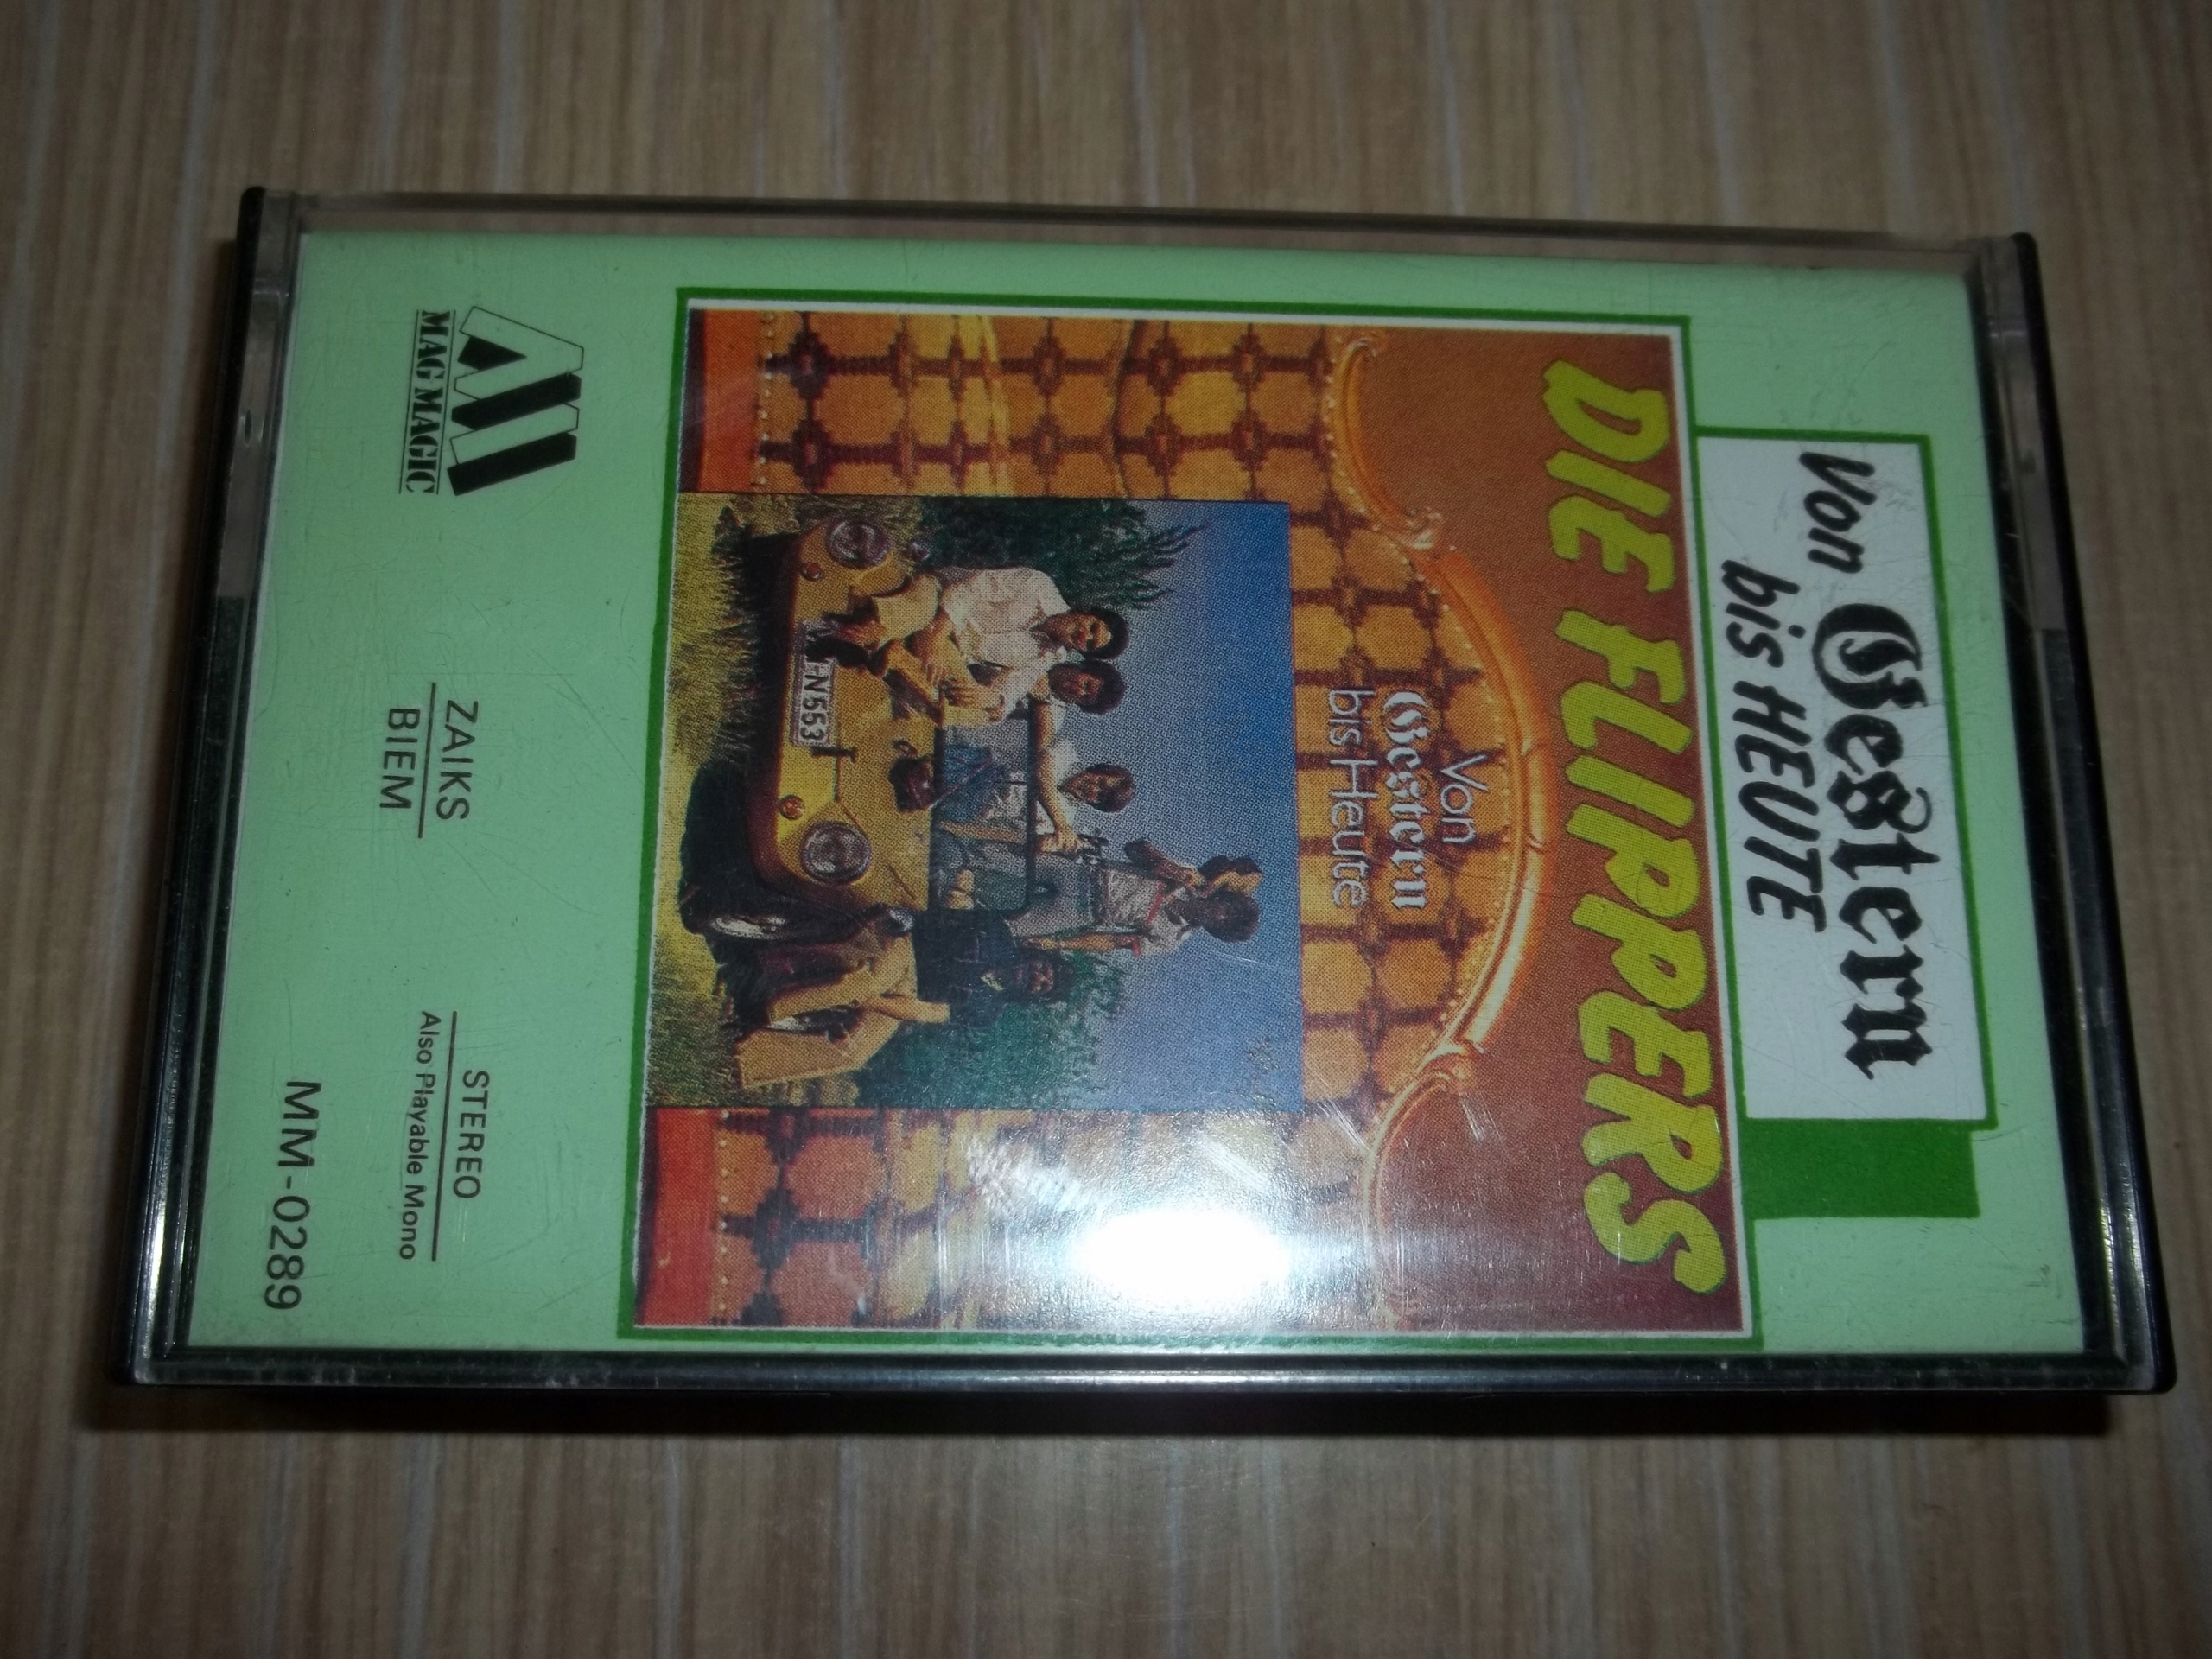 Von Gestern
bis HEUTE
DIE FLIPPERS
Von
Gestern
bis Heute
N553
MAG MAGIC
ZAIKS
BIEM
STEREO
Also Playable Mono
MM-0289